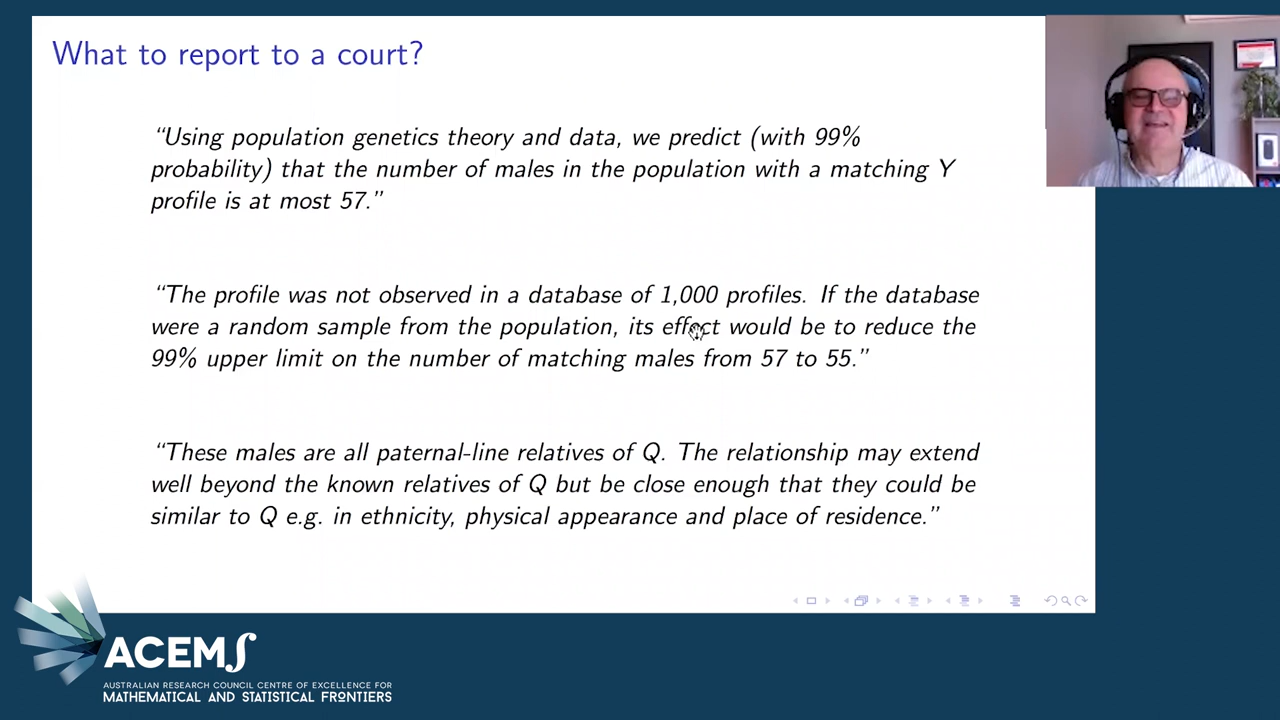 What to report to a court?
“Using population genetics theory and data, we predict (with 99%
probability) that the number of males in the population with a matching Y
profile is at most 57.”
“The profile was not observed in a database of 1,000 profiles. If the database
were a random sample from the population, its effect would be to reduce the
99% upper limit on the number of matching males from 57 to 55.”
“These males are all paternal-line relatives of Q. The relationship may extend
well beyond the known relatives of Q but be close enough that they could be
similar to Q e.g. in ethnicity, physical appearance and place of residence.”
ACEMS
AUSTRALIAN RESEARCH COUNCIL CENTRE OF EXCELLENCE FOR
MATHEMATICAL AND STATISTICAL FRONTIERS